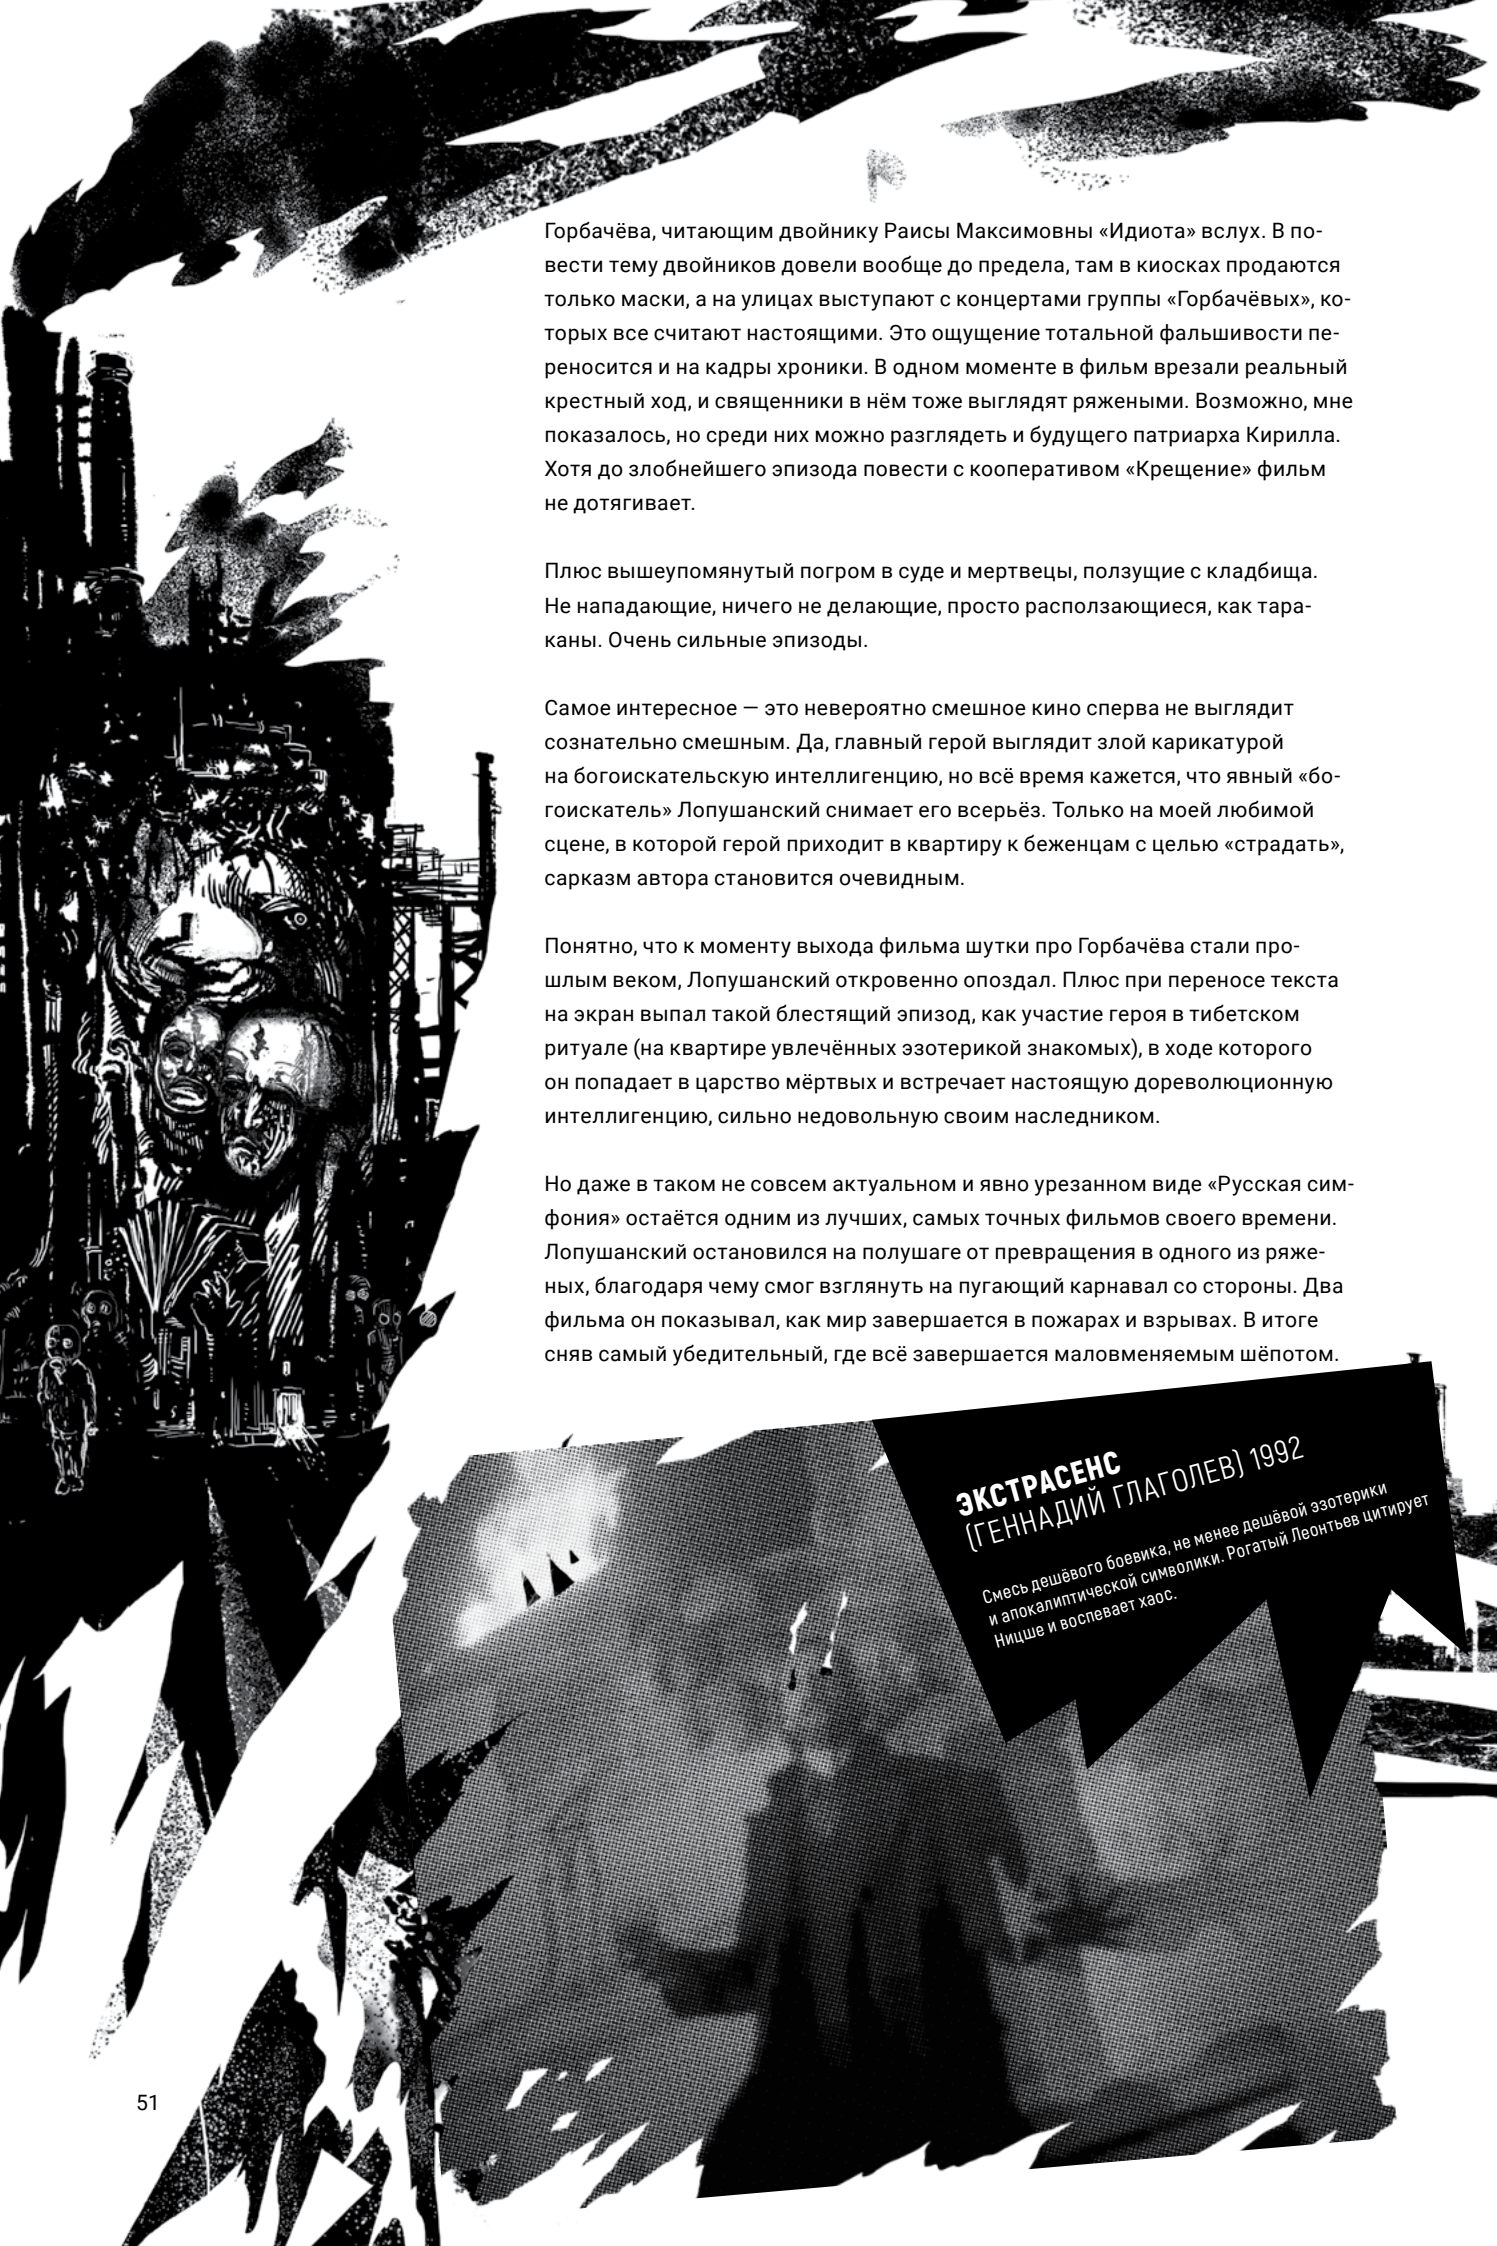 Горбачёва, читающим двойнику Раисы Максимовны «Идиота» вслух. В по-
вести тему двойников довели вообще до предела, там в киосках продаются
только маски, а на улицах выступают с концертами группы «Горбачёвых», ко-
торых все считают настоящими. Это ощущение тотальной фальшивости пе-
реносится и на кадры хроники. В одном моменте в фильм врезали реальный
крестный ход, и священники в нём тоже выглядят ряжеными. Возможно, мне
показалось, но среди них можно разглядеть и будущего патриарха Кирилла.
Хотя до злобнейшего эпизода повести с кооперативом «Крещение» фильм
не дотягивает.
Плюс вышеупомянутый погром в суде и мертвецы, ползущие с кладбища.
Не нападающие, ничего не делающие, просто расползающиеся, как тара-
каны. Очень сильные эпизоды.
Самое интересное — это невероятно смешное кино сперва не выглядит
сознательно смешным. Да, главный герой выглядит злой карикатурой
на богоискательскую интеллигенцию, но всё время кажется, что явный «бо-
гоискатель» Лопушанский снимает его всерьёз. Только на моей любимой
сцене, в которой герой приходит в квартиру к беженцам с целью «страдать»,
сарказм автора становится очевидным.
Понятно, что к моменту выхода фильма шутки про Горбачёва стали про-
шлым веком, Лопушанский откровенно опоздал. Плюс при переносе текста
на экран выпал такой блестящий эпизод, как участие героя в тибетском
ритуале (на квартире увлечённых эзотерикой знакомых), в ходе которого
он попадает в царство мёртвых и встречает настоящую дореволюционную
интеллигенцию, сильно недовольную своим наследником.
Но даже в таком не совсем актуальном и явно урезанном виде «Русская сим-
фония» остаётся одним из лучших, самых точных фильмов своего времени.
Лопушанский остановился на полушаге от превращения в одного из ряже-
ных, благодаря чему смог взглянуть на пугающий карнавал со стороны. Два
фильма он показывал, как мир завершается в пожарах и взрывах. В итоге
сняв самый убедительный, где всё завершается маловменяемым шёпотом.
ЭКСТРАСЕНС
(ГЕННАДИЙ ГЛАГОЛЕВ) 1992
Смесь дешёвого боевика, не менее дешёвой эзотерики
и апокалиптической символики. Рогатый Леонтьев цитирует
Ницше и воспевает хаос.
51